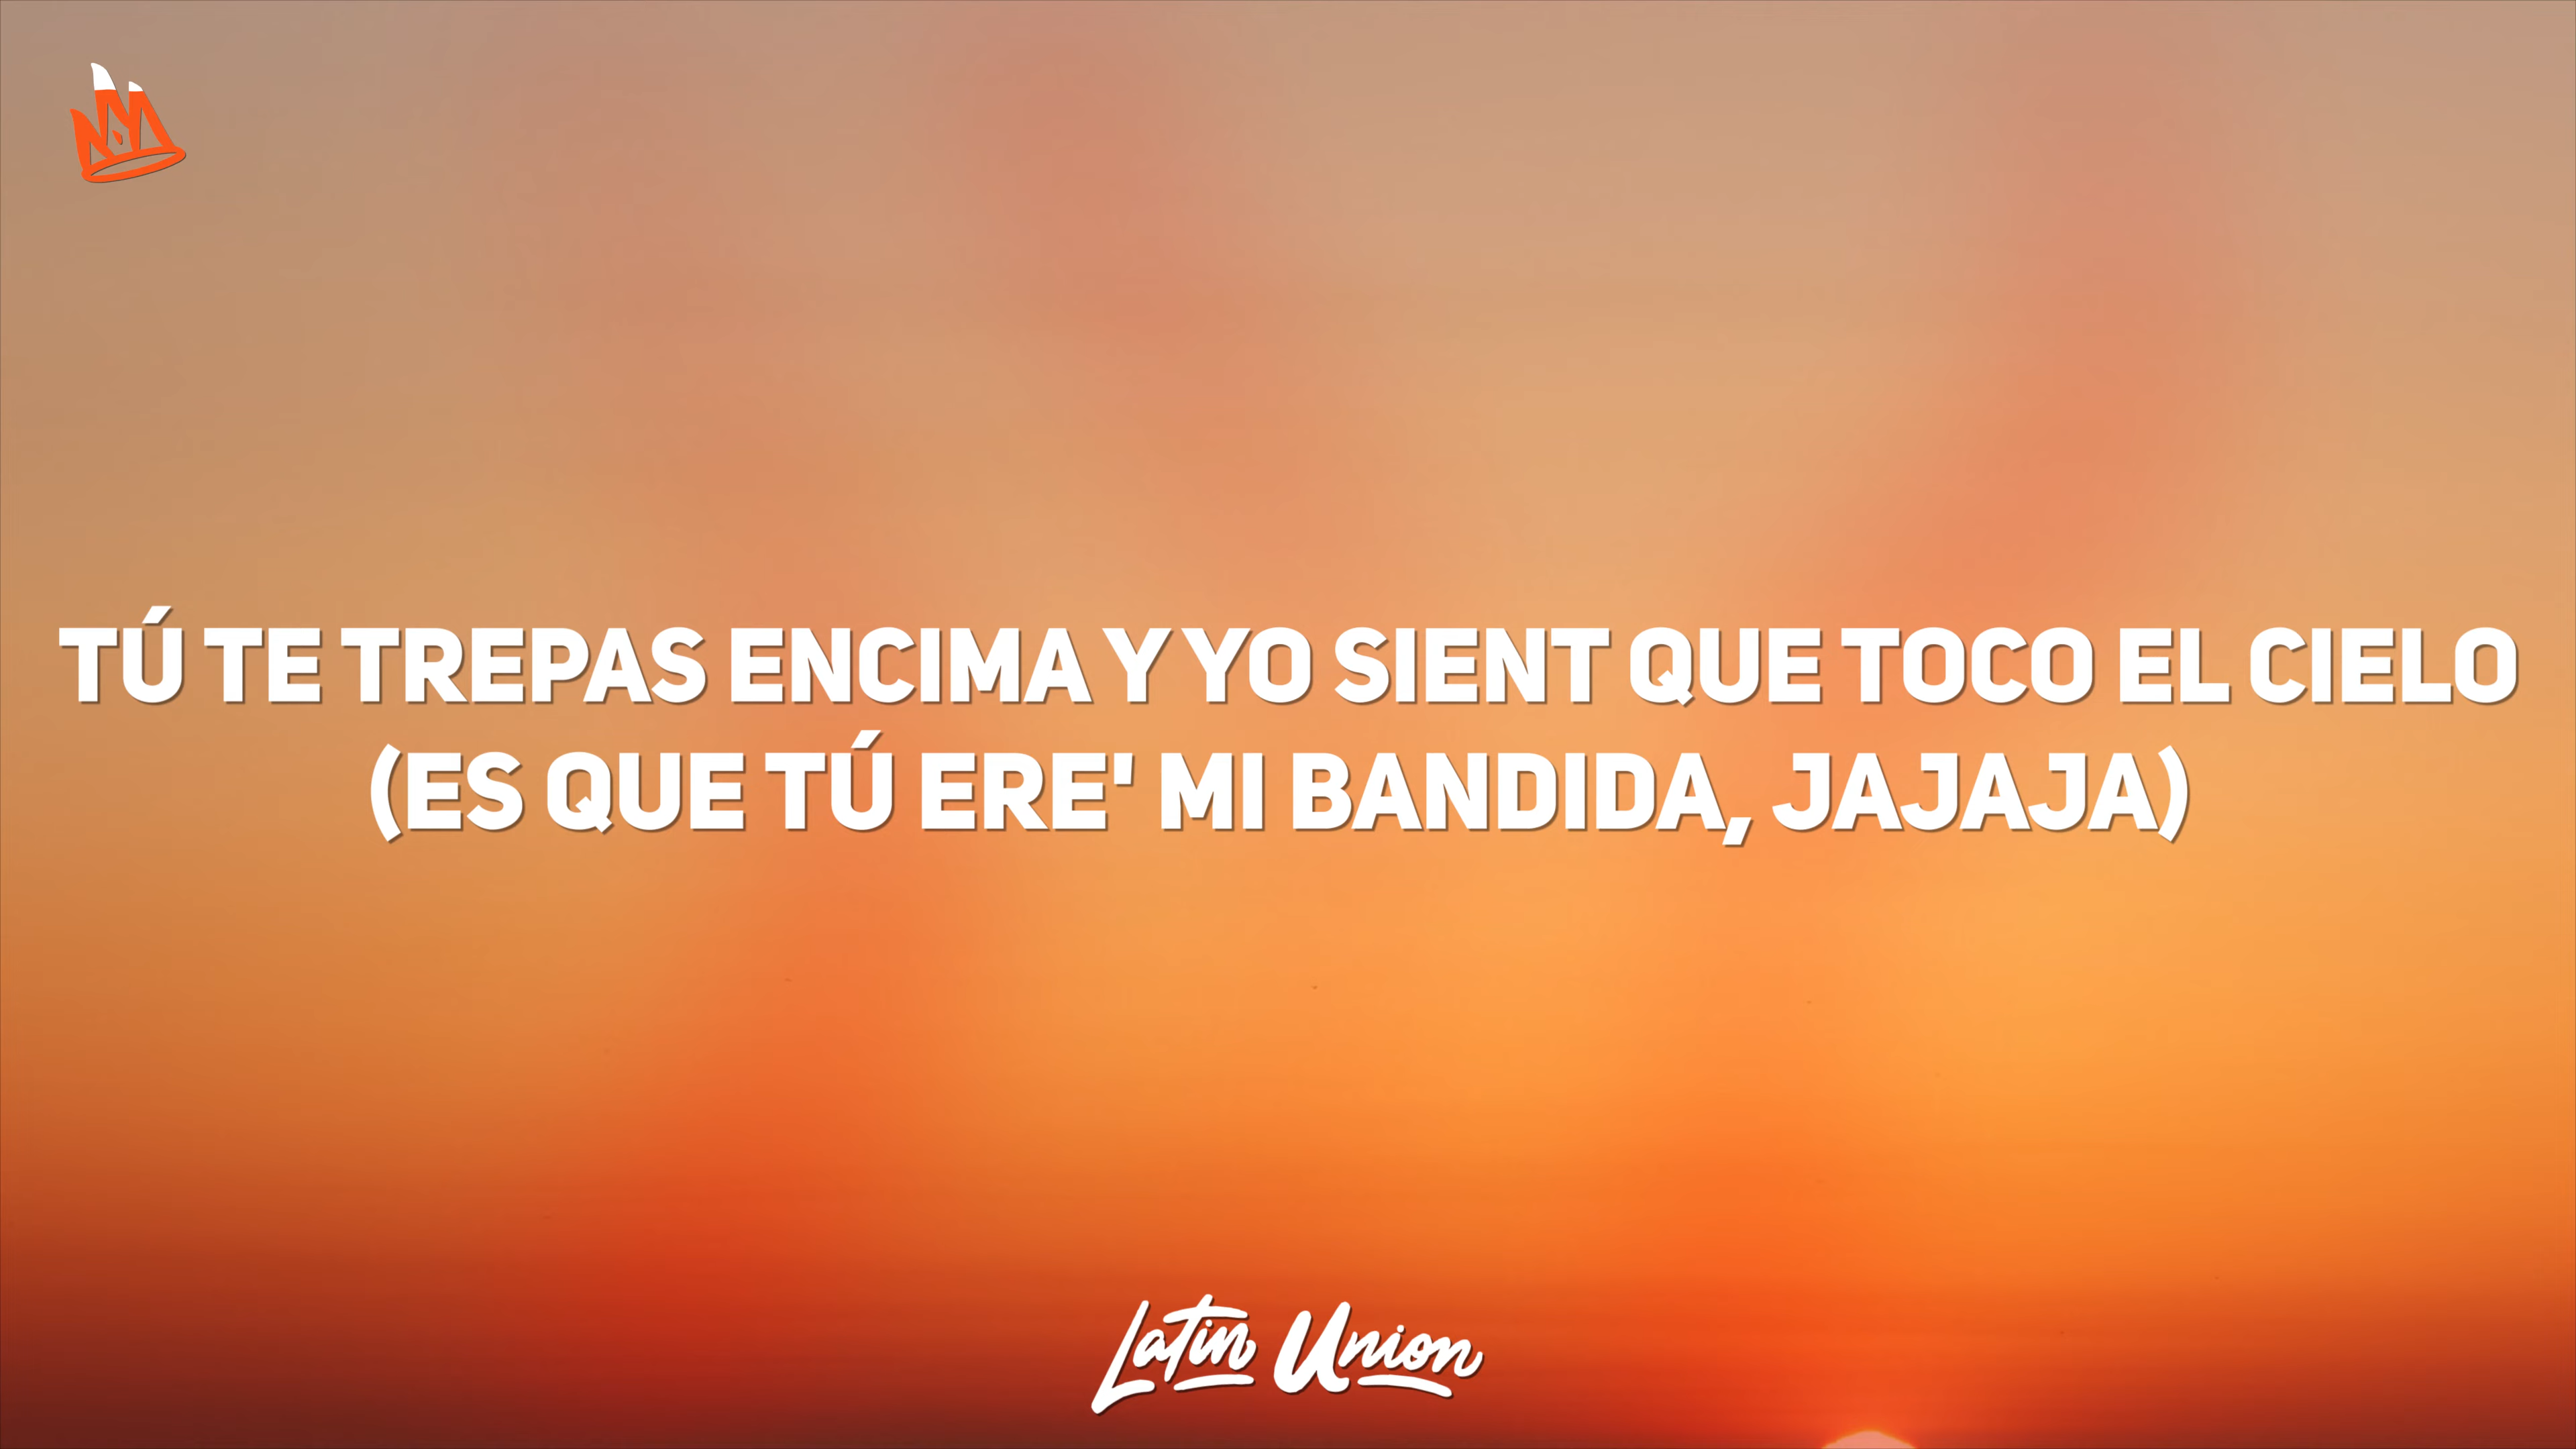 TÚ TE TREPAS ENCIMA Y YO SIENT QUE TOCO EL CIELO
(ES QUE TÚ ERE' MI BANDIDA, JAJAJA)
Latin Union